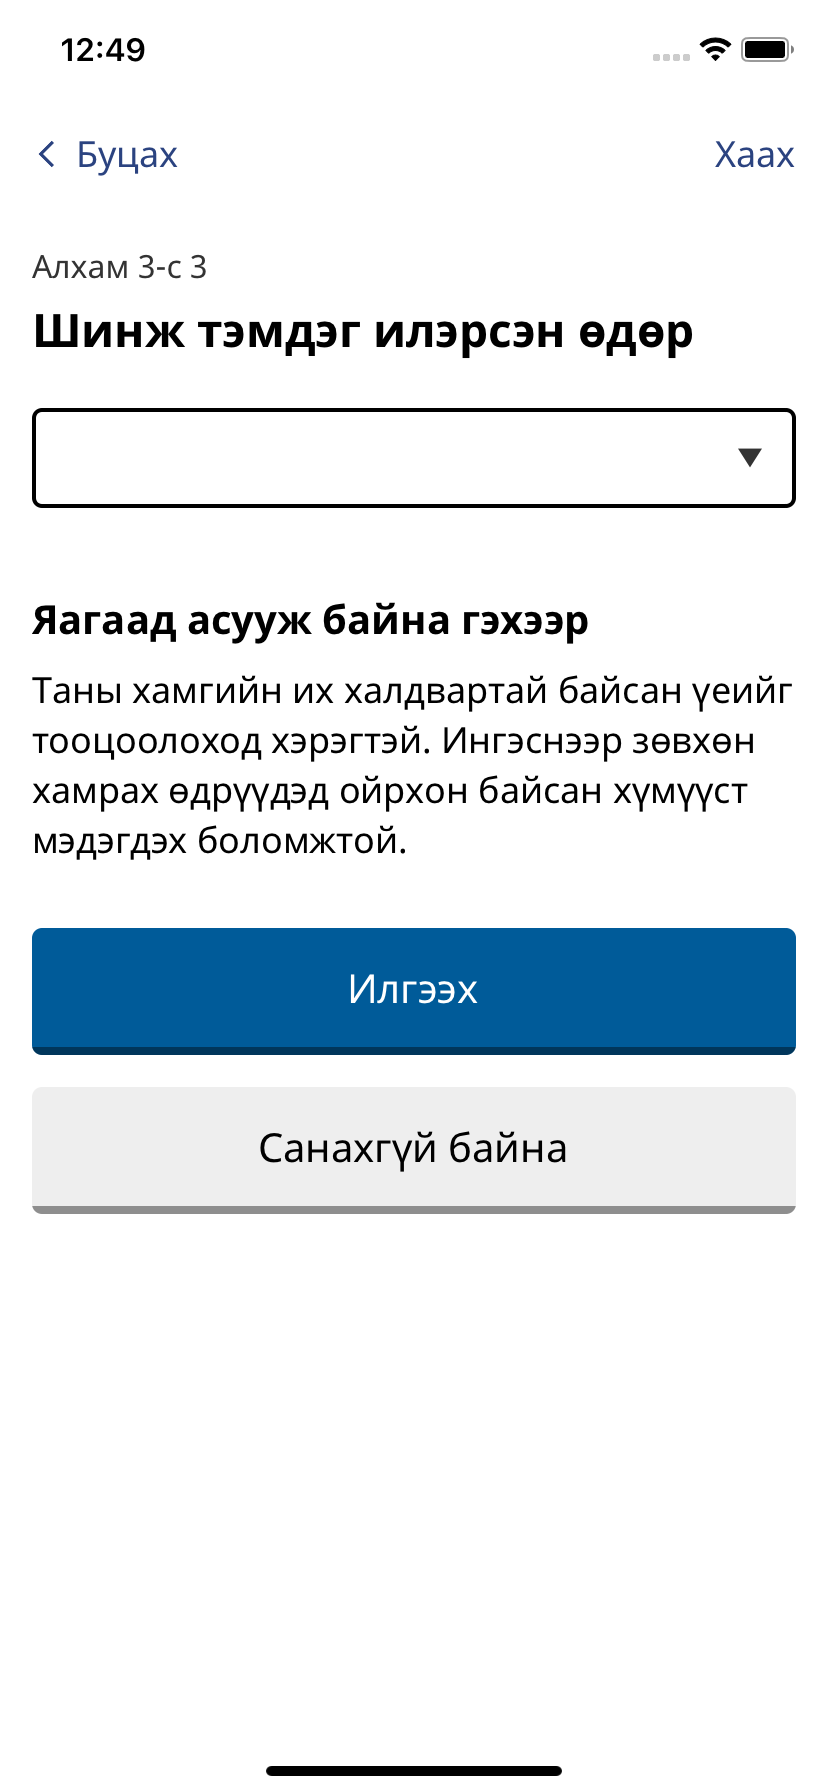 12:49
Буцах
Хаах
Алхам 3-с 3
Шинж тэмдэг илэрсэн өдөр
Яагаад асууж байна гэхээр
Таны хамгийн их халдвартай байсан үеийг
тооцоолоход хэрэгтэй. Ингэснээр зөвхөн
хамрах өдрүүдэд ойрхон байсан хүмүүст
мэдэгдэх боломжтой.
Илгээх
Санахгүй байна